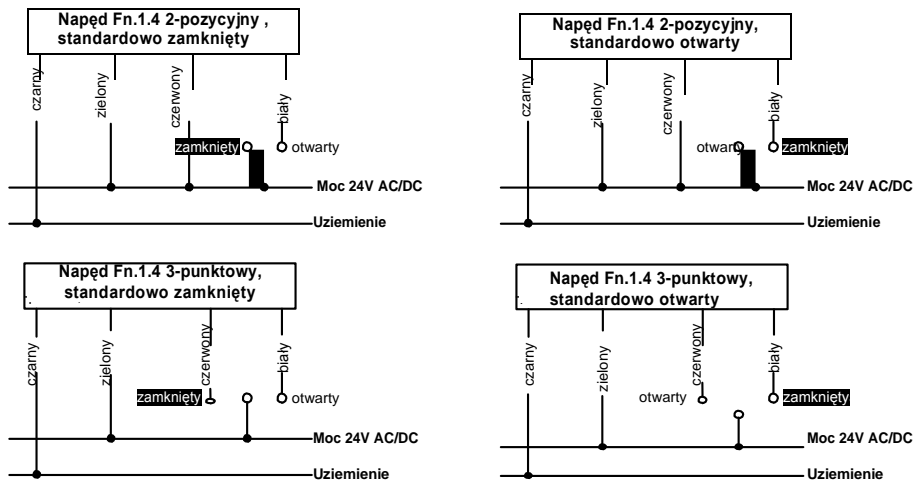 Napęd Fn.1.4 2-pozycyjny ,
standardowo zamknięty
czarny
zielony
czerwony
biały
zamknięty
otwarty
Moc 24V AC/DC
Uziemienie
Napęd Fn.1.4 2-pozycyjny,
standardowo otwarty
czarny
zielony
czerwony
biały
otwarty
zamknięty
Moc 24V AC/DC
Uziemienie
Napęd Fn.1.4 3-punktowy,
standardowo zamknięty
czarny
zielony
czerwony
biały
zamknięty
otwarty
Moc 24V AC/DC
Uziemienie
Napęd Fn.1.4 3-punktowy,
standardowo otwarty
czarny
zielony
czerwony
biały
otwarty
zamknięty
Moc 24V AC/DC
Uziemienie